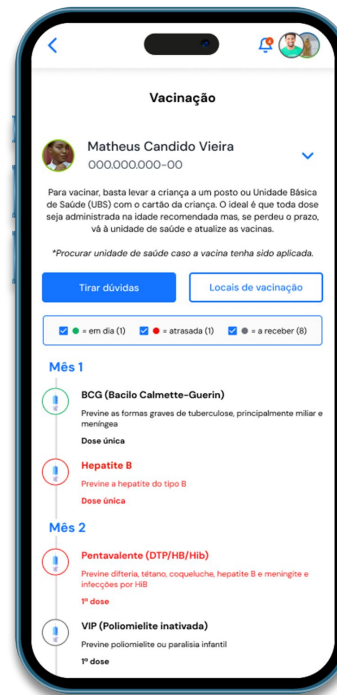 Vacinação
Matheus Candido Vieira
000.000.000-00
Para vacinar, basta levar a criança a um posto ou Unidade Básica
de Saúde (UBS) com o cartão da criança. O ideal é que toda dose
seja administrada na idade recomendada mas, se perdeu o prazo,
vá à unidade de saúde e atualize as vacinas.
*Procurar unidade de saúde caso a vacina tenha sido aplicada.
Tirar dúvidas
Locais de vacinação
= em dia (1) = atrasada (1) = a receber (8)
Mês 1
BCG (Bacilo Calmette-Guerin)
Previne as formas graves de tuberculose, principalmente miliar e
meníngea
Dose única
Hepatite B
Previne a hepatite do tipo B
Dose única
Mês 2
Pentavalente (DTP/HB/Hib)
Previne difteria, tétano, coqueluche, hepatite B e meningite e
infecções por HiB
1ª dose
VIP (Poliomielite inativada)
Previne poliomielite ou paralisia infantil
1ª dose